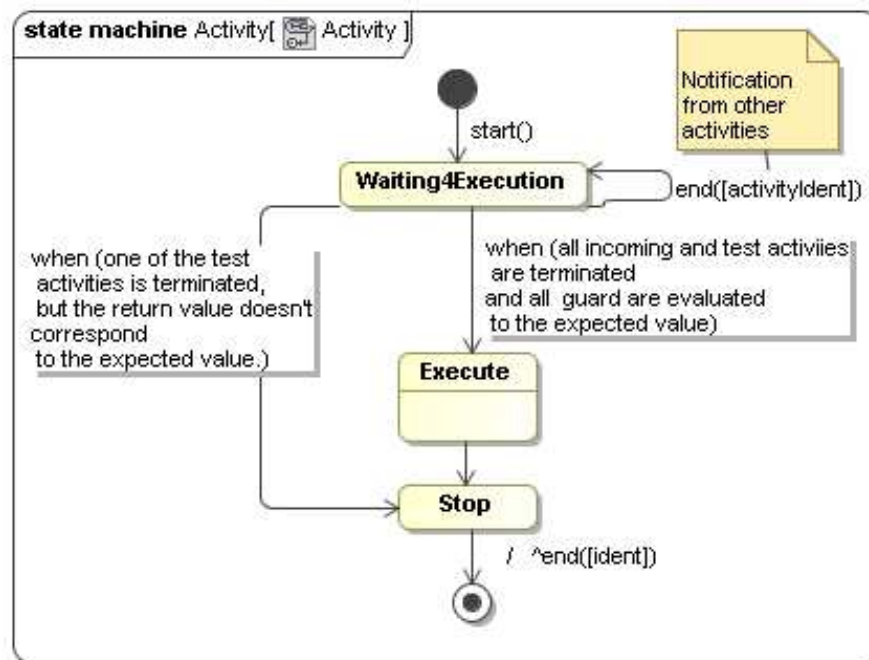 state machine Activity[ Activity ]
Notification
from other
activities
start()
Waiting4Execution
end([activityIdent])
when (one of the test
activities is terminated,
but the return value doesn't
correspond
to the expected value.)
when (all incoming and test activiies
are terminated
and all guard are evaluated
to the expected value)
Execute
Stop
/ ^end([ident])